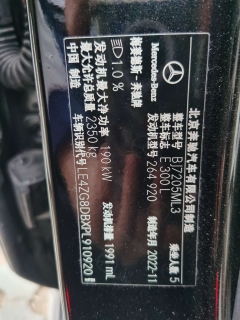 Mercedes-Benz
北京奔驰汽车有限公司制造
梅赛德斯-奔驰牌
整车型号 BJ7205ML3
乘坐人数 5
整车型号 E 300 L
制造年月 2022-11
1.0 %
发动机型号 264 920
发动机最大净功率 190 kW
发动机排量 1991 mL
最大允许总质量 2350 kg
车辆识别代号 LE4ZG8DBXPL910920
中国 制造